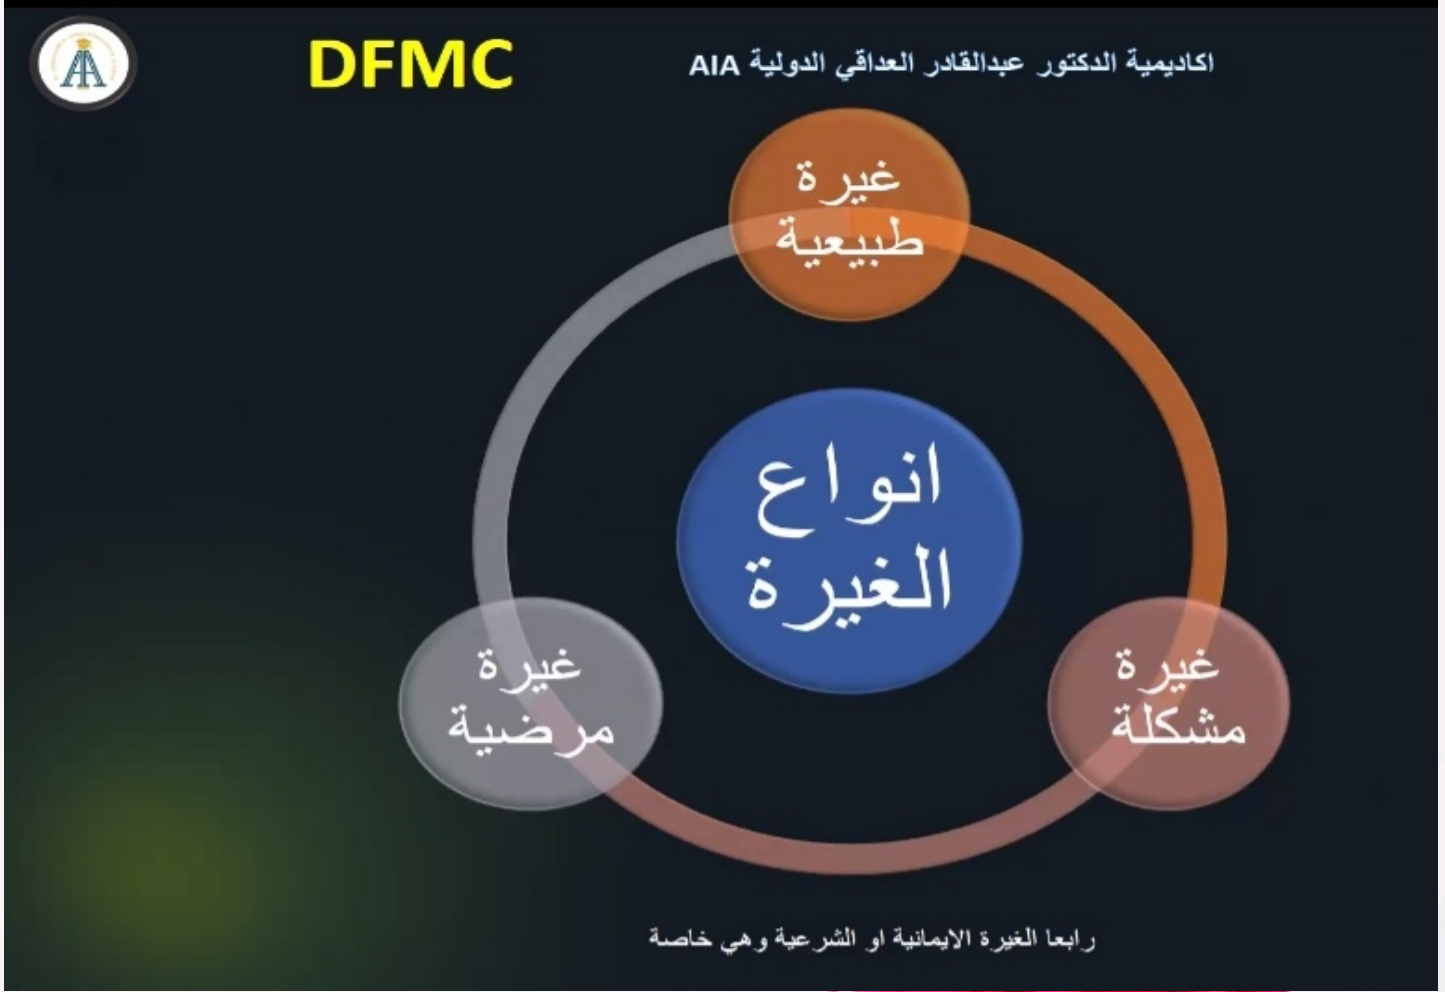 DFMC
اكاديمية الدكتور عبدالقادر العداقي الدولية AIA
غيرة
طبيعية
انواع
الغيرة
غيرة
مشكلة
غيرة
مرضية
رابعا الغيرة الايمانية او الشرعية وهي خاصة